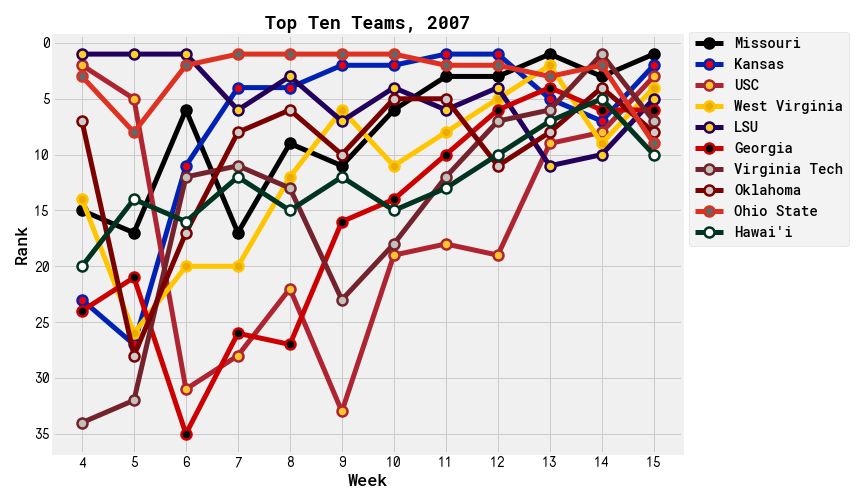 Top Ten Teams, 2007
Missouri
Kansas
USC
West Virginia
LSU
Georgia
Virginia Tech
Oklahoma
Ohio State
Hawai'i
Rank
0
5
10
15
20
25
30
35
4 5 6 7 8 9 10 11 12 13 14 15
Week